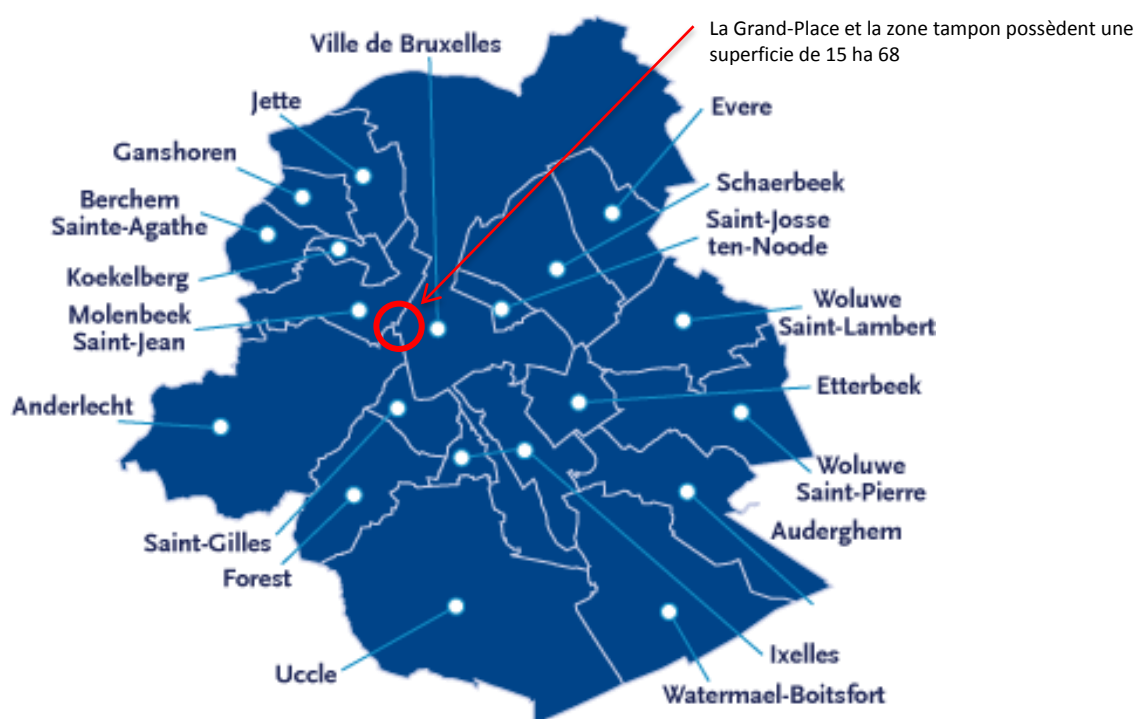 La Grand-Place et la zone tampon possèdent une
superficie de 15 ha 68
Ville de Bruxelles
Jette
Evere
Ganshoren
Schaerbeek
Berchem
Sainte-Agathe
Saint-Josse
ten-Noode
Koekelberg
Molenbeek
Saint-Jean
Woluwe
Saint-Lambert
Etterbeek
Anderlecht
Woluwe
Saint-Pierre
Auderghem
Saint-Gilles
Forest
Ixelles
Uccle
Watermael-Boitsfort